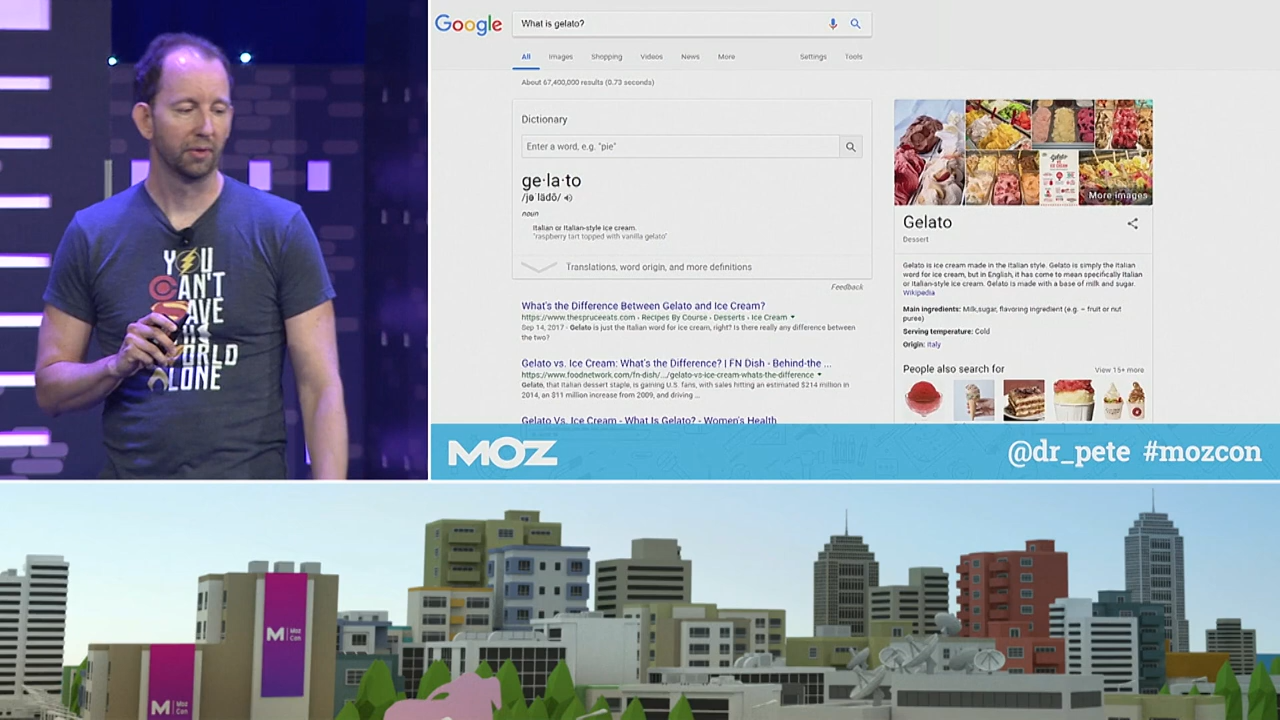 YOU
CAN'T
SAVE
THE
WORLD
ALONE
Google
What is gelato?
All Images Shopping Videos News More Settings Tools
About 67,400,000 results (0.73 seconds)
Dictionary
Enter a word, e.g. "pie"
ge·la·to
/jəˈlädō/
noun
Italian or Italian-style ice cream.
"raspberry tart topped with vanilla gelato"
Translations, word origin, and more definitions
Feedback
What's the Difference Between Gelato and Ice Cream?
https://www.thespruceeats.com › Recipes By Course › Desserts › Ice Cream
Sep 14, 2017 - Gelato is just the Italian word for ice cream, right? Is there really any difference between
the two?
Gelato vs. Ice Cream: What's the Difference? | FN Dish - Behind-the ...
https://www.foodnetwork.com/fn-dish/.../gelato-vs-ice-cream-whats-the-difference
Gelato, that Italian dessert staple, is gaining U.S. fans, with sales hitting an estimated $214 million in
2014, an $11 million increase from 2009, and driving ...
Gelato Vs. Ice Cream - What Is Gelato? - Women's Health
More images
Gelato
Dessert
Gelato is ice cream made in the Italian style. Gelato is simply the Italian
word for ice cream, but in English, it has come to mean specifically Italian
or Italian-style ice cream. Gelato is made with a base of milk and sugar.
Wikipedia
Main ingredients: Milk,sugar, flavoring ingredient (e.g. ~ fruit or nut
puree)
Serving temperature: Cold
Origin: Italy
People also search for
View 15+ more
MOZ
@dr_pete #mozcon
M Moz
Con
M Moz
Con